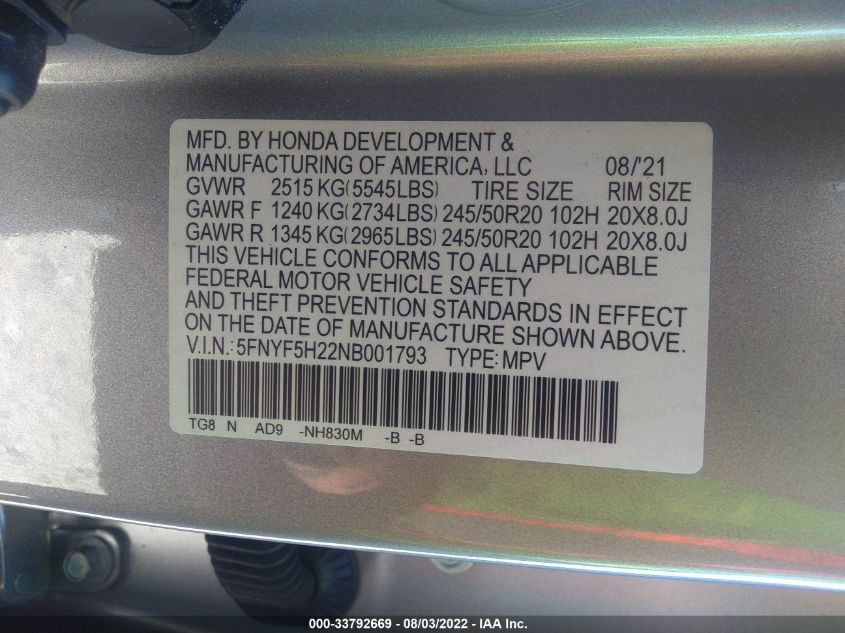 MFD. BY HONDA DEVELOPMENT &
MANUFACTURING OF AMERICA, LLC 08/'21
GVWR 2515 KG(5545LBS) TIRE SIZE RIM SIZE
GAWR F 1240 KG(2734LBS) 245/50R20 102H 20X8.0J
GAWR R 1345 KG(2965LBS) 245/50R20 102H 20X8.0J
THIS VEHICLE CONFORMS TO ALL APPLICABLE
FEDERAL MOTOR VEHICLE SAFETY
AND THEFT PREVENTION STANDARDS IN EFFECT
ON THE DATE OF MANUFACTURE SHOWN ABOVE.
V.I.N.: 5FNYF5H22NB001793 TYPE: MPV
TG8 N AD9 -NH830M -B -B
000-33792669 - 08/03/2022 - IAA Inc.